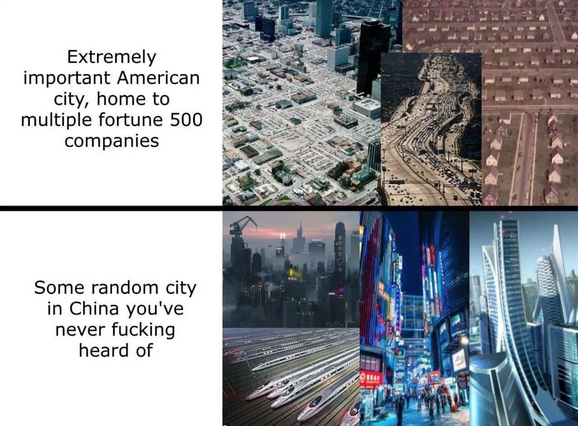 Extremely
important American
city, home to
multiple fortune 500
companies
Some random city
in China you've
never fucking
heard of